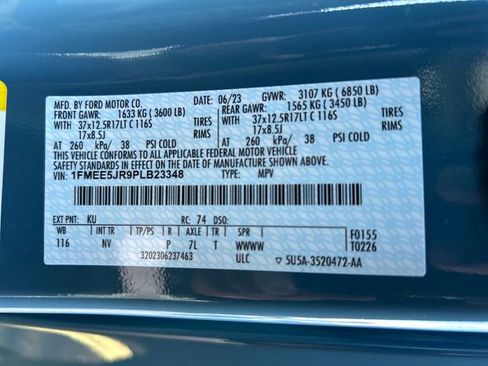 MFD. BY FORD MOTOR CO. 06/23 GVWR: 3107 KG ( 6850 LB)
FRONT GAWR: 1633 KG ( 3600 LB) REAR GAWR: 1565 KG ( 3450 LB)
WITH 37x12.5R17LT C 116S TIRES WITH 37x12.5R17LT C 116S TIRES
17x8.5J RIMS 17x8.5J RIMS
AT 260 kPa/ 38 PSI COLD AT 260 kPa/ 38 PSI COLD
THIS VEHICLE CONFORMS TO ALL APPLICABLE FEDERAL MOTOR VEHICLE
SAFETY STANDARDS IN EFFECT ON THE DATE OF MANUFACTURE SHOWN ABOVE.
VIN: 1FMEE5JR9PLB23348 TYPE: MPV
EXT PNT: KU RC: 74 DSO:
WB INT TR TP/PS R AXLE TR SPR F0155
116 NV P 7L T WWWW T0226
3202306237463 ULC ▽ 5U5A-3520472-AA